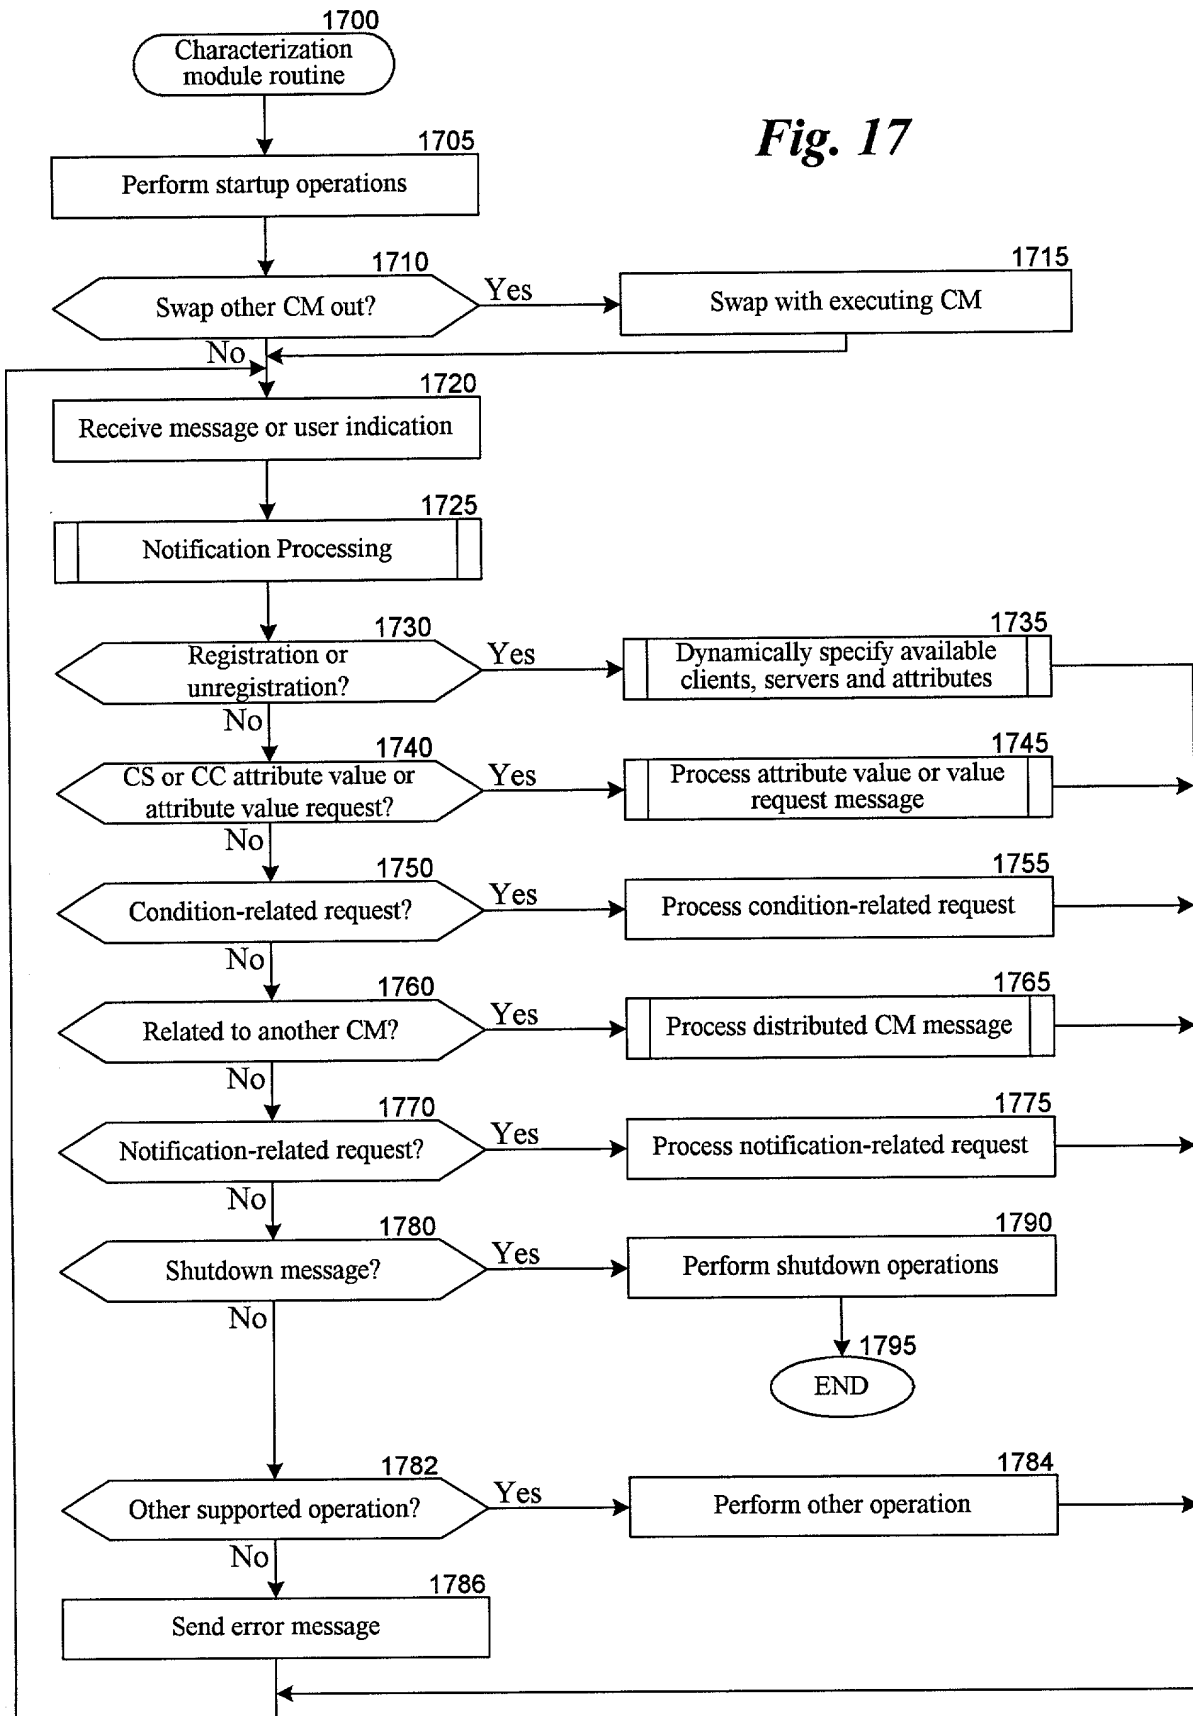 1700
Characterization
module routine
Fig. 17
1705
Perform startup operations
1710
Swap other CM out?
Yes
1715
Swap with executing CM
No
1720
Receive message or user indication
1725
Notification Processing
1730
Registration or
unregistration?
Yes
1735
Dynamically specify available
clients, servers and attributes
No
1740
CS or CC attribute value or
attribute value request?
Yes
1745
Process attribute value or value
request message
No
1750
Condition-related request?
Yes
1755
Process condition-related request
No
1760
Related to another CM?
Yes
1765
Process distributed CM message
No
1770
Notification-related request?
Yes
1775
Process notification-related request
No
1780
Shutdown message?
Yes
1790
Perform shutdown operations
No
1795
END
1782
Other supported operation?
Yes
1784
Perform other operation
No
1786
Send error message